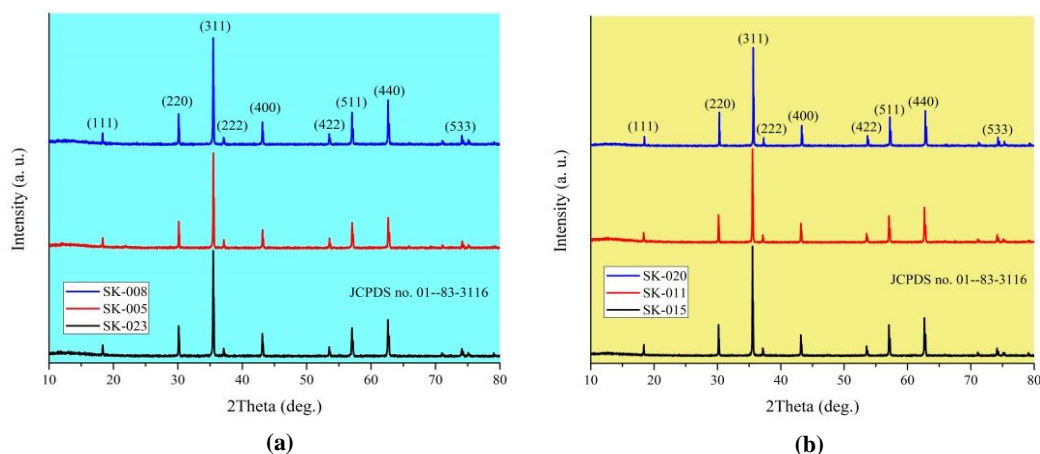 (311)
(220)
(440)
(511)
(400)
(111)
(222)
(422)
(533)
Intensity (a. u.)
SK-008
SK-005
SK-023
JCPDS no. 01--83-3116
10 20 30 40 50 60 70 80
2Theta (deg.)
(a)
(311)
(220)
(440)
(511)
(400)
(111)
(222)
(422)
(533)
Intensity (a. u.)
SK-020
SK-011
SK-015
JCPDS no. 01--83-3116
10 20 30 40 50 60 70 80
2Theta (deg.)
(b)